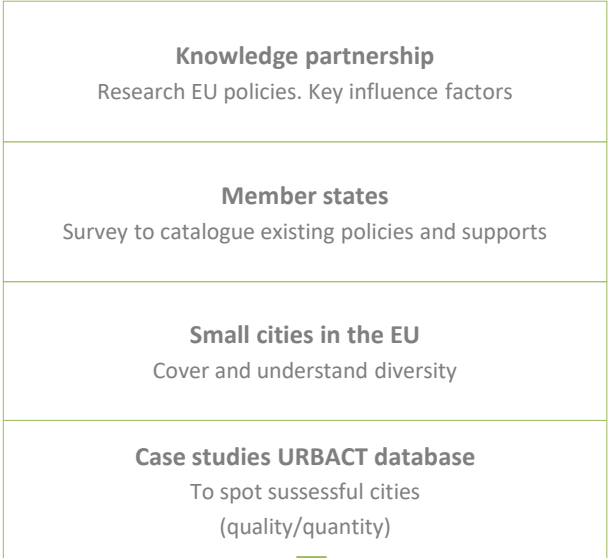 Knowledge partnership
Research EU policies. Key influence factors
Member states
Survey to catalogue existing policies and supports
Small cities in the EU
Cover and understand diversity
Case studies URBACT database
To spot sussessful cities
(quality/quantity)